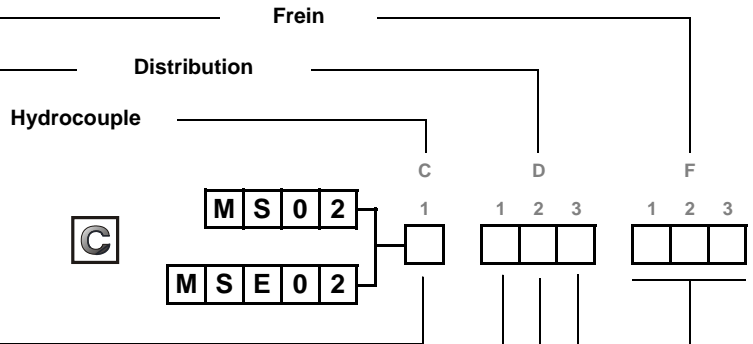 Frein
Distribution
Hydrocouple
C D F
M S 0 2 1 1 2 3 1 2 3
C
M S E 0 2